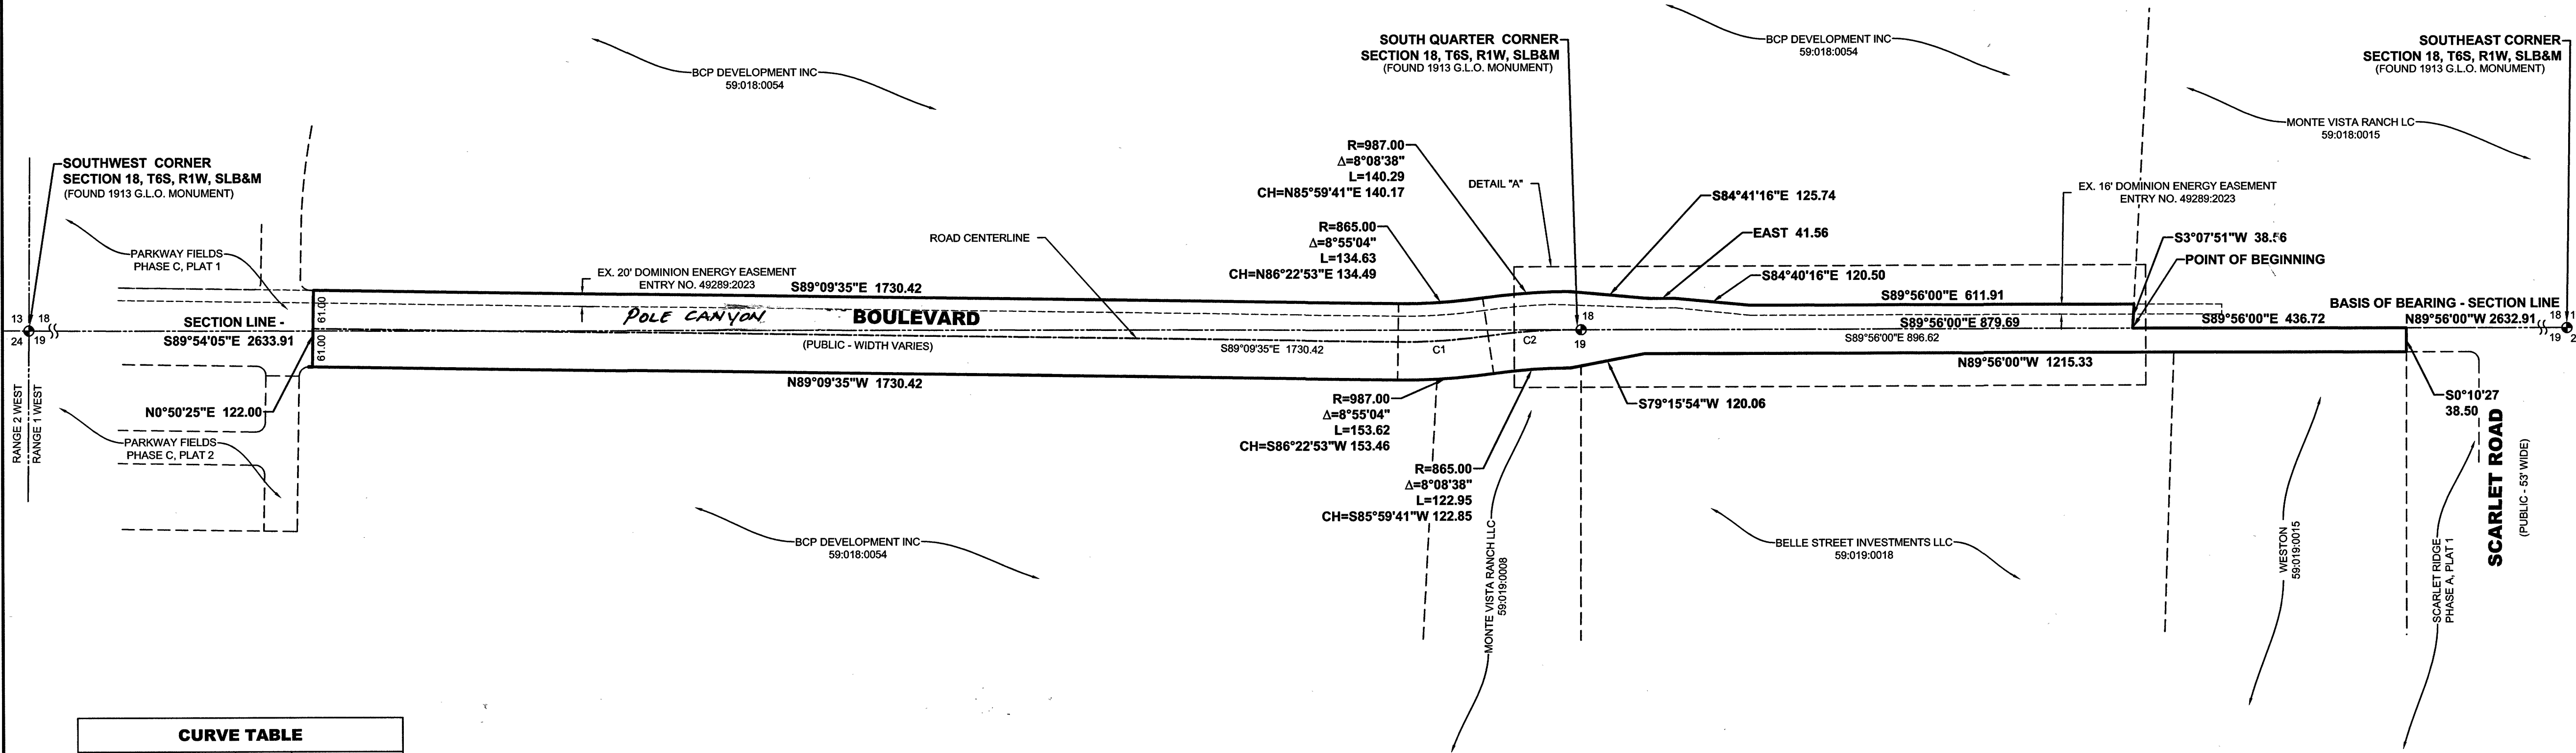 BCP DEVELOPMENT INC
59:018:0054
SOUTH QUARTER CORNER
SECTION 18, T6S, R1W, SLB&M
(FOUND 1913 G.L.O. MONUMENT)
BCP DEVELOPMENT INC
59:018:0054
SOUTHEAST CORNER
SECTION 18, T6S, R1W, SLB&M
(FOUND 1913 G.L.O. MONUMENT)
MONTE VISTA RANCH LC
59:018:0015
SOUTHWEST CORNER
SECTION 18, T6S, R1W, SLB&M
(FOUND 1913 G.L.O. MONUMENT)
R=987.00
Δ=8°08'38"
L=140.29
CH=N85°59'41"E 140.17
DETAIL "A"
S84°41'16"E 125.74
EX. 16' DOMINION ENERGY EASEMENT
ENTRY NO. 49289:2023
PARKWAY FIELDS
PHASE C, PLAT 1
ROAD CENTERLINE
R=865.00
Δ=8°55'04"
L=134.63
CH=N86°22'53"E 134.49
EAST 41.56
S84°40'16"E 120.50
S3°07'51"W 38.56
POINT OF BEGINNING
EX. 20' DOMINION ENERGY EASEMENT
ENTRY NO. 49289:2023
S89°09'35"E 1730.42
S89°56'00"E 611.91
BASIS OF BEARING - SECTION LINE
13 18
24 19
SECTION LINE -
S89°54'05"E 2633.91
61.00
61.00
POLE CANYON BOULEVARD
(PUBLIC - WIDTH VARIES)
S89°09'35"E 1730.42
C1
C2
18
19
S89°56'00"E 879.69
S89°56'00"E 896.62
S89°56'00"E 436.72
N89°56'00"W 2632.91
18 1
19 2
N89°09'35"W 1730.42
N89°56'00"W 1215.33
RANGE 2 WEST
RANGE 1 WEST
N0°50'25"E 122.00
PARKWAY FIELDS
PHASE C, PLAT 2
R=987.00
Δ=8°55'04"
L=153.62
CH=S86°22'53"W 153.46
S79°15'54"W 120.06
S0°10'27
38.50
R=865.00
Δ=8°08'38"
L=122.95
CH=S85°59'41"W 122.85
BCP DEVELOPMENT INC
59:018:0054
MONTE VISTA RANCH LLC
59:019:0008
BELLE STREET INVESTMENTS LLC
59:019:0018
WESTON
59:019:0015
SCARLET RIDGE
PHASE A, PLAT 1
SCARLET ROAD
(PUBLIC - 53' WIDE)
CURVE TABLE